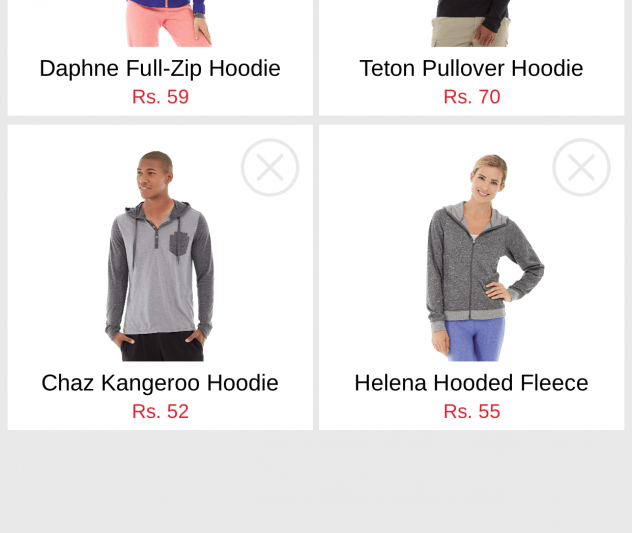 Daphne Full-Zip Hoodie
Rs. 59
Teton Pullover Hoodie
Rs. 70
Chaz Kangeroo Hoodie
Rs. 52
Helena Hooded Fleece
Rs. 55